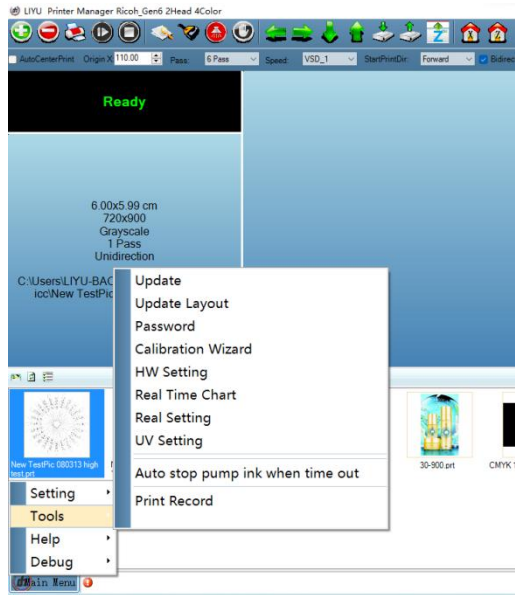 LIYU Printer Manager Ricoh_Gen6 2Head 4Color
AutoCenterPrint Origin X 110.00 Pass: 6 Pass Speed: VSD_1 StartPrintDir: Forward Bidirec
Ready
6.00x5.99 cm
720x900
Grayscale
1 Pass
Unidirection
C:\Users\LIYU-BAC
icc\New TestPic
Update
Update Layout
Password
Calibration Wizard
HW Setting
Real Time Chart
Real Setting
UV Setting
Auto stop pump ink when time out
Print Record
New TestPic 080313 high
test.prt
30-900.prt
CMYK 1
Setting
Tools
Help
Debug
Main Menu